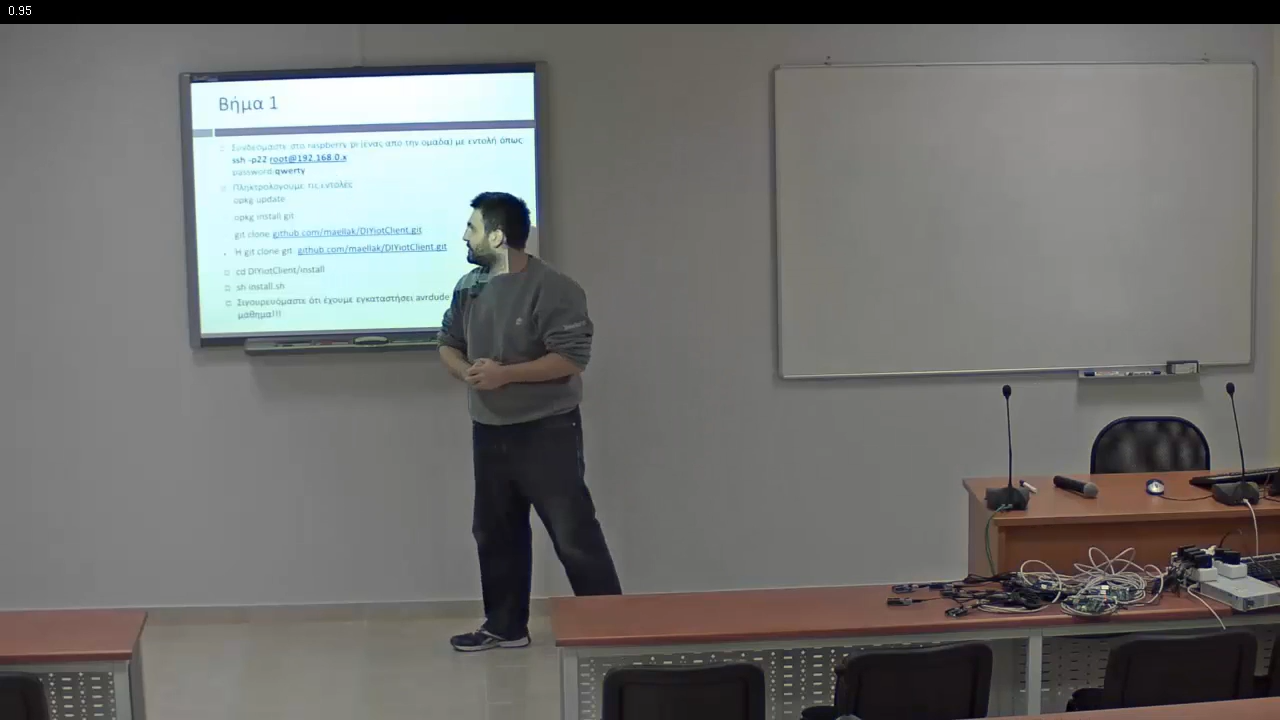 0.95
Βήμα 1
Συνδεόμαστε στο raspberry pi (ένας από την ομάδα) με εντολή όπως
ssh -p22 root@192.168.0.x
password:qwerty
Πληκτρολογούμε τις εντολές
opkg update
opkg install git
git clone github.com/maellak/DIYiotClient.git
Ή git clone git github.com/maellak/DIYiotClient.git
cd DIYiotClient/install
sh install.sh
Σιγουρευόμαστε ότι έχουμε εγκαταστήσει avrdude
μάθημα!!!